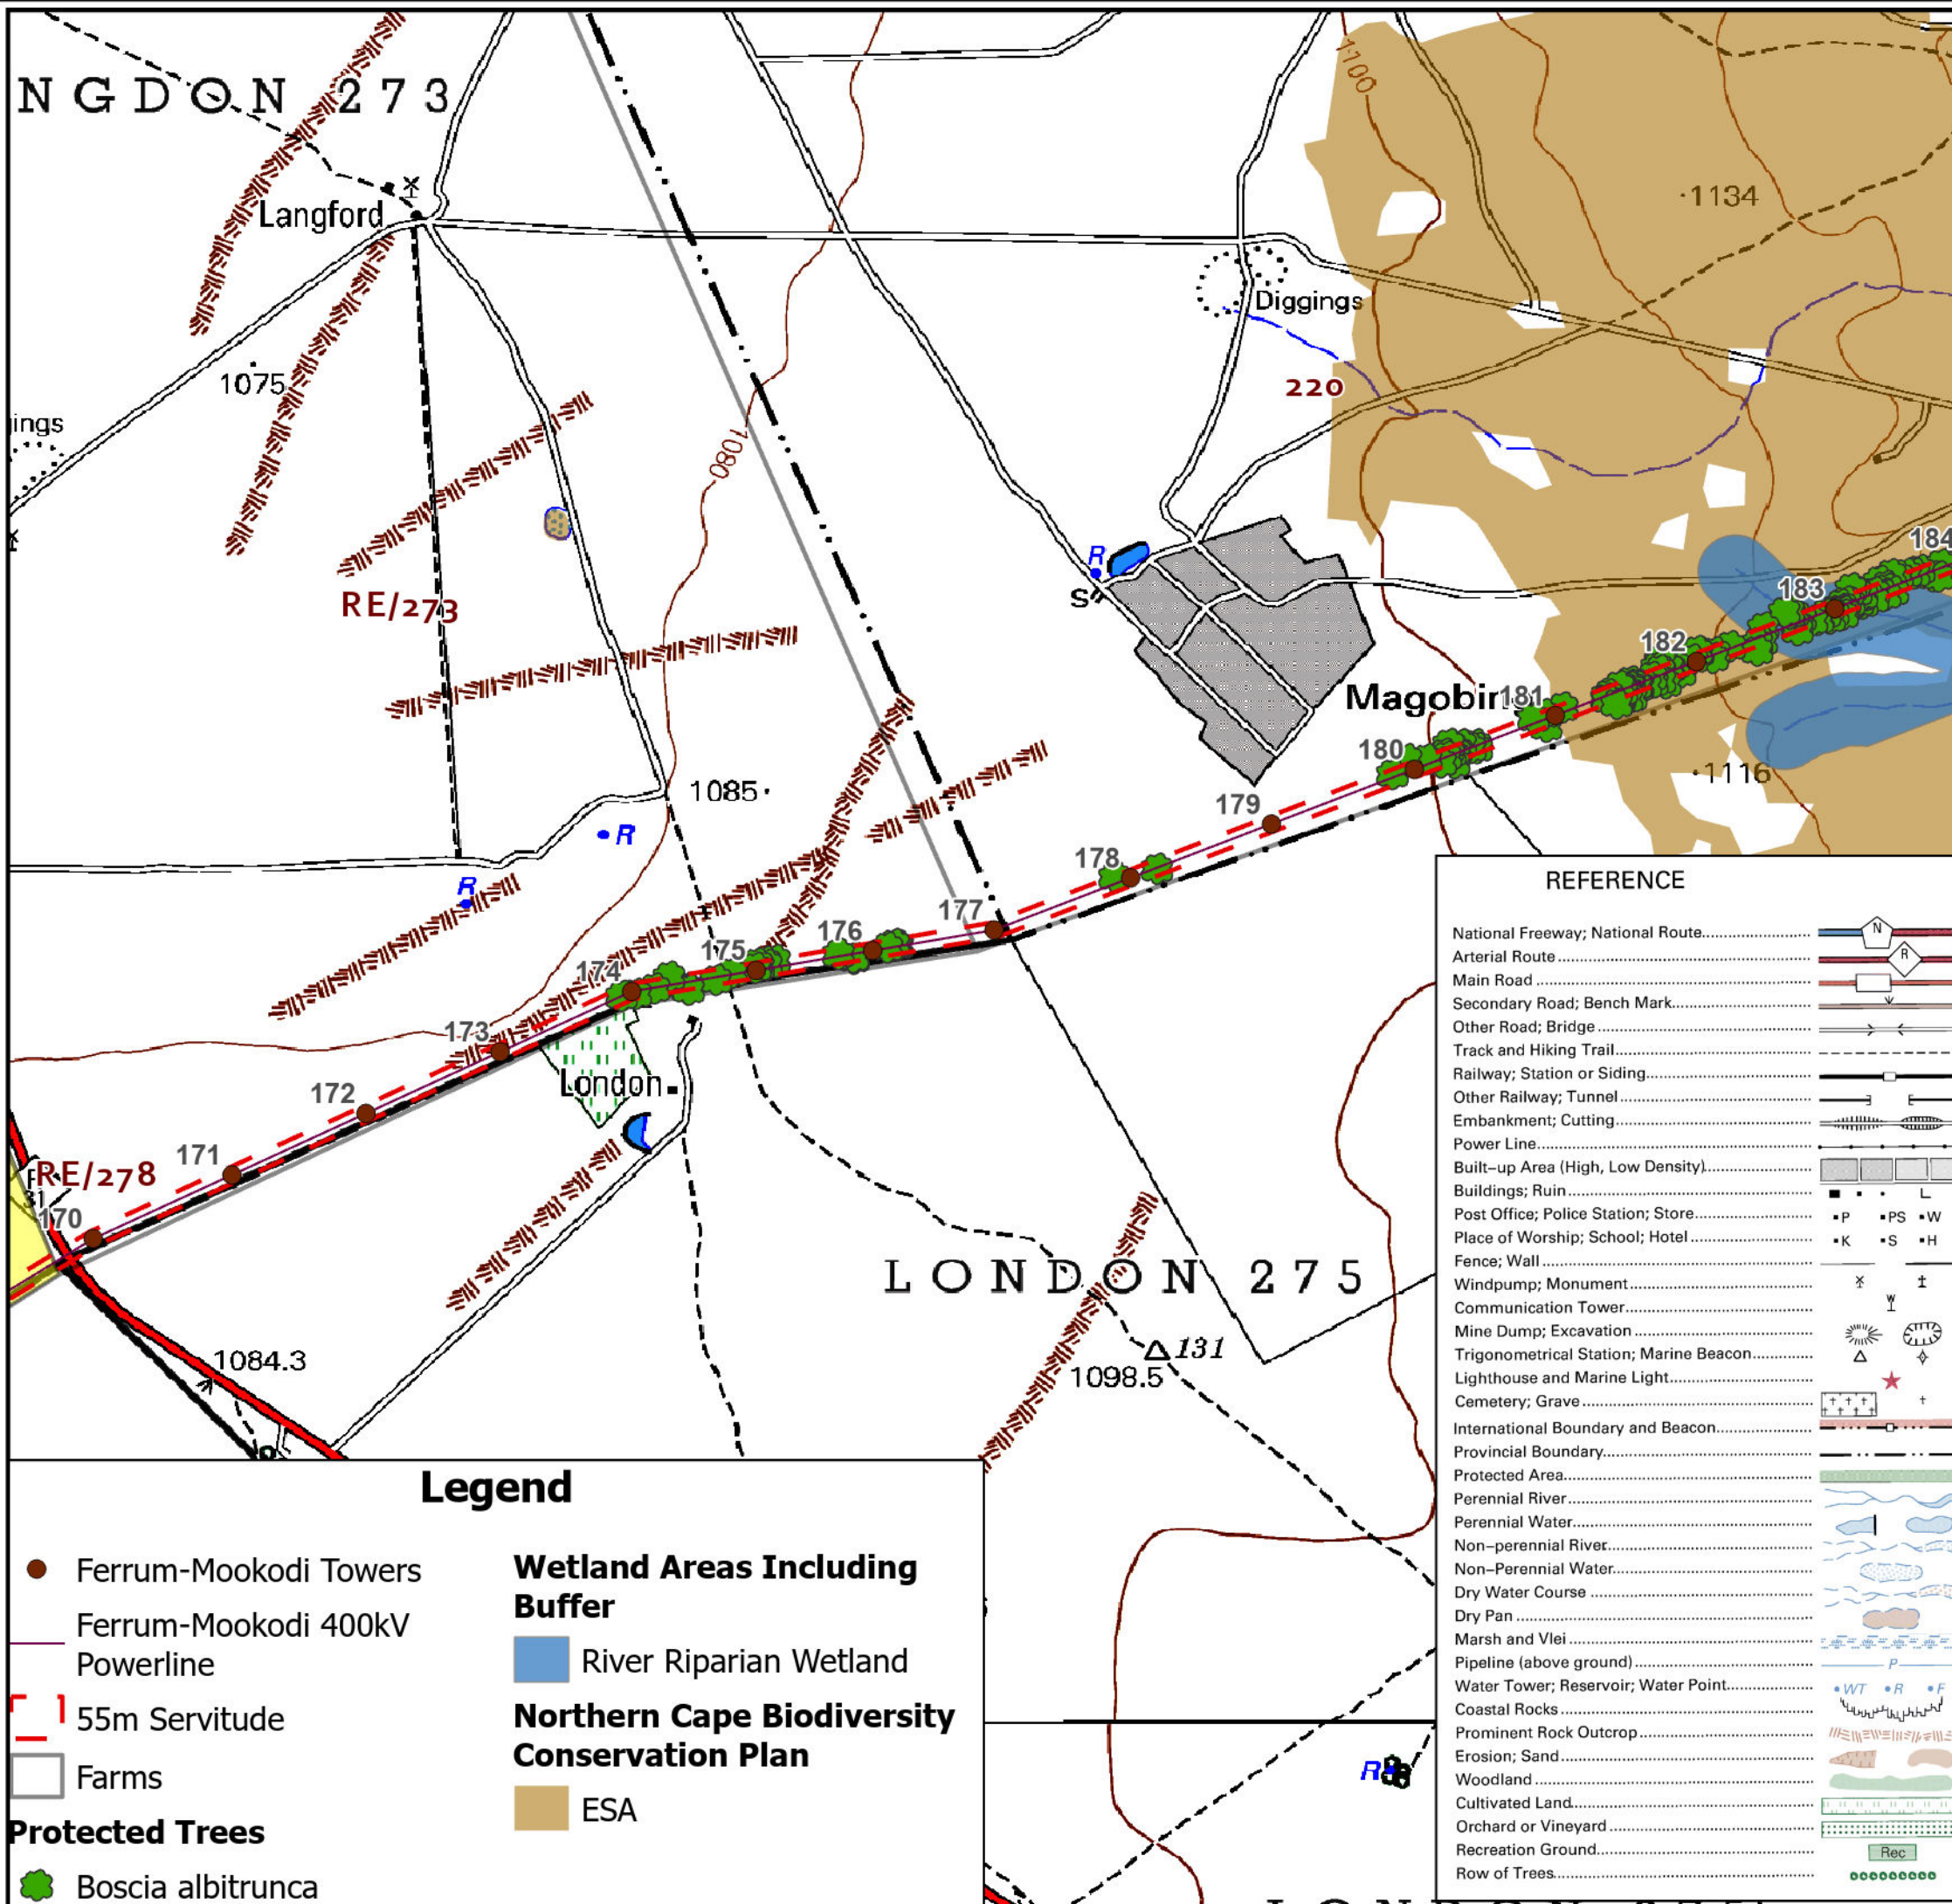 NGDON 273
1100
1134
Langford
Diggings
1075
220
ings
1080
184
R
RE/273
S
183
182
Magobin
181
180
1085
1116
R
179
R
178
177
176
175
174
173
London
172
171
RE/278
31
170
LONDON 275
131
1084.3
1098.5
R
REFERENCE
National Freeway; National Route
N
Arterial Route
R
Main Road
Secondary Road; Bench Mark
Other Road; Bridge
Track and Hiking Trail
Railway; Station or Siding
Other Railway; Tunnel
Embankment; Cutting
Power Line
Built-up Area (High, Low Density)
Buildings; Ruin
Post Office; Police Station; Store
P PS W
Place of Worship; School; Hotel
K S H
Fence; Wall
Windpump; Monument
Communication Tower
W
Mine Dump; Excavation
Trigonometrical Station; Marine Beacon
Lighthouse and Marine Light
Cemetery; Grave
International Boundary and Beacon
Provincial Boundary
Protected Area
Perennial River
Perennial Water
Non-perennial River
Non-Perennial Water
Dry Water Course
Dry Pan
Marsh and Vlei
Pipeline (above ground)
P
Water Tower; Reservoir; Water Point
WT R F
Coastal Rocks
Prominent Rock Outcrop
Erosion; Sand
Woodland
Cultivated Land
Orchard or Vineyard
Recreation Ground
Rec
Row of Trees
Legend
Ferrum-Mookodi Towers
Ferrum-Mookodi 400kV
Powerline
55m Servitude
Farms
Protected Trees
Boscia albitrunca
Wetland Areas Including
Buffer
River Riparian Wetland
Northern Cape Biodiversity
Conservation Plan
ESA